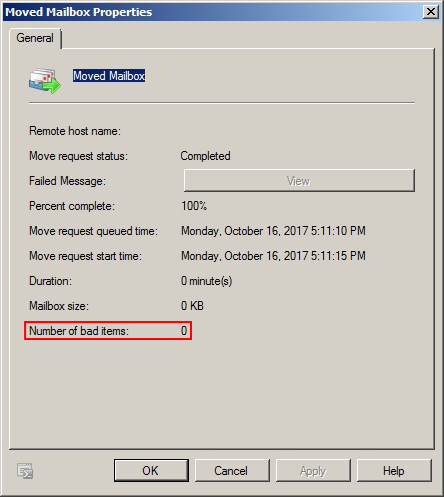 Moved Mailbox Properties
General
Moved Mailbox
Remote host name:
Move request status: Completed
Failed Message: View
Percent complete: 100%
Move request queued time: Monday, October 16, 2017 5:11:10 PM
Move request start time: Monday, October 16, 2017 5:11:15 PM
Duration: 0 minute(s)
Mailbox size: 0 KB
Number of bad items: 0
OK Cancel Apply Help